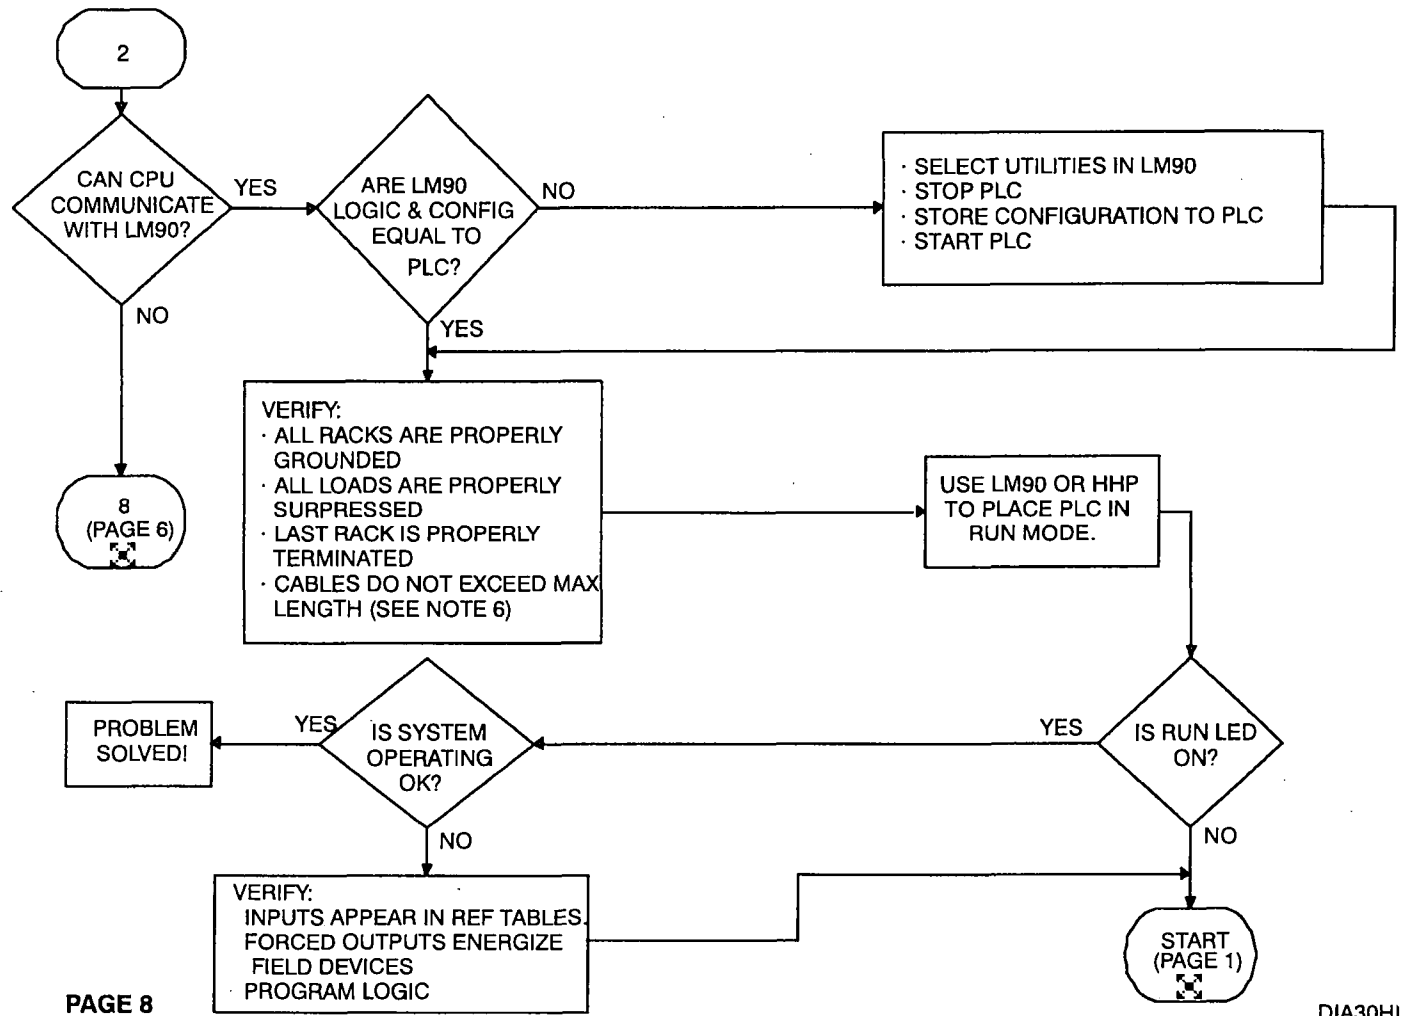 2
CAN CPU
COMMUNICATE
WITH LM90?
YES
NO
8
(PAGE 6)
ARE LM90
LOGIC & CONFIG
EQUAL TO
PLC?
NO
YES
· SELECT UTILITIES IN LM90
· STOP PLC
· STORE CONFIGURATION TO PLC
· START PLC
VERIFY:
· ALL RACKS ARE PROPERLY
GROUNDED
· ALL LOADS ARE PROPERLY
SURPRESSED
· LAST RACK IS PROPERLY
TERMINATED
· CABLES DO NOT EXCEED MAX
LENGTH (SEE NOTE 6)
USE LM90 OR HHP
TO PLACE PLC IN
RUN MODE.
IS RUN LED
ON?
YES
NO
IS SYSTEM
OPERATING
OK?
YES
NO
PROBLEM
SOLVED!
VERIFY:
INPUTS APPEAR IN REF TABLES.
FORCED OUTPUTS ENERGIZE
FIELD DEVICES
PROGRAM LOGIC
START
(PAGE 1)
PAGE 8